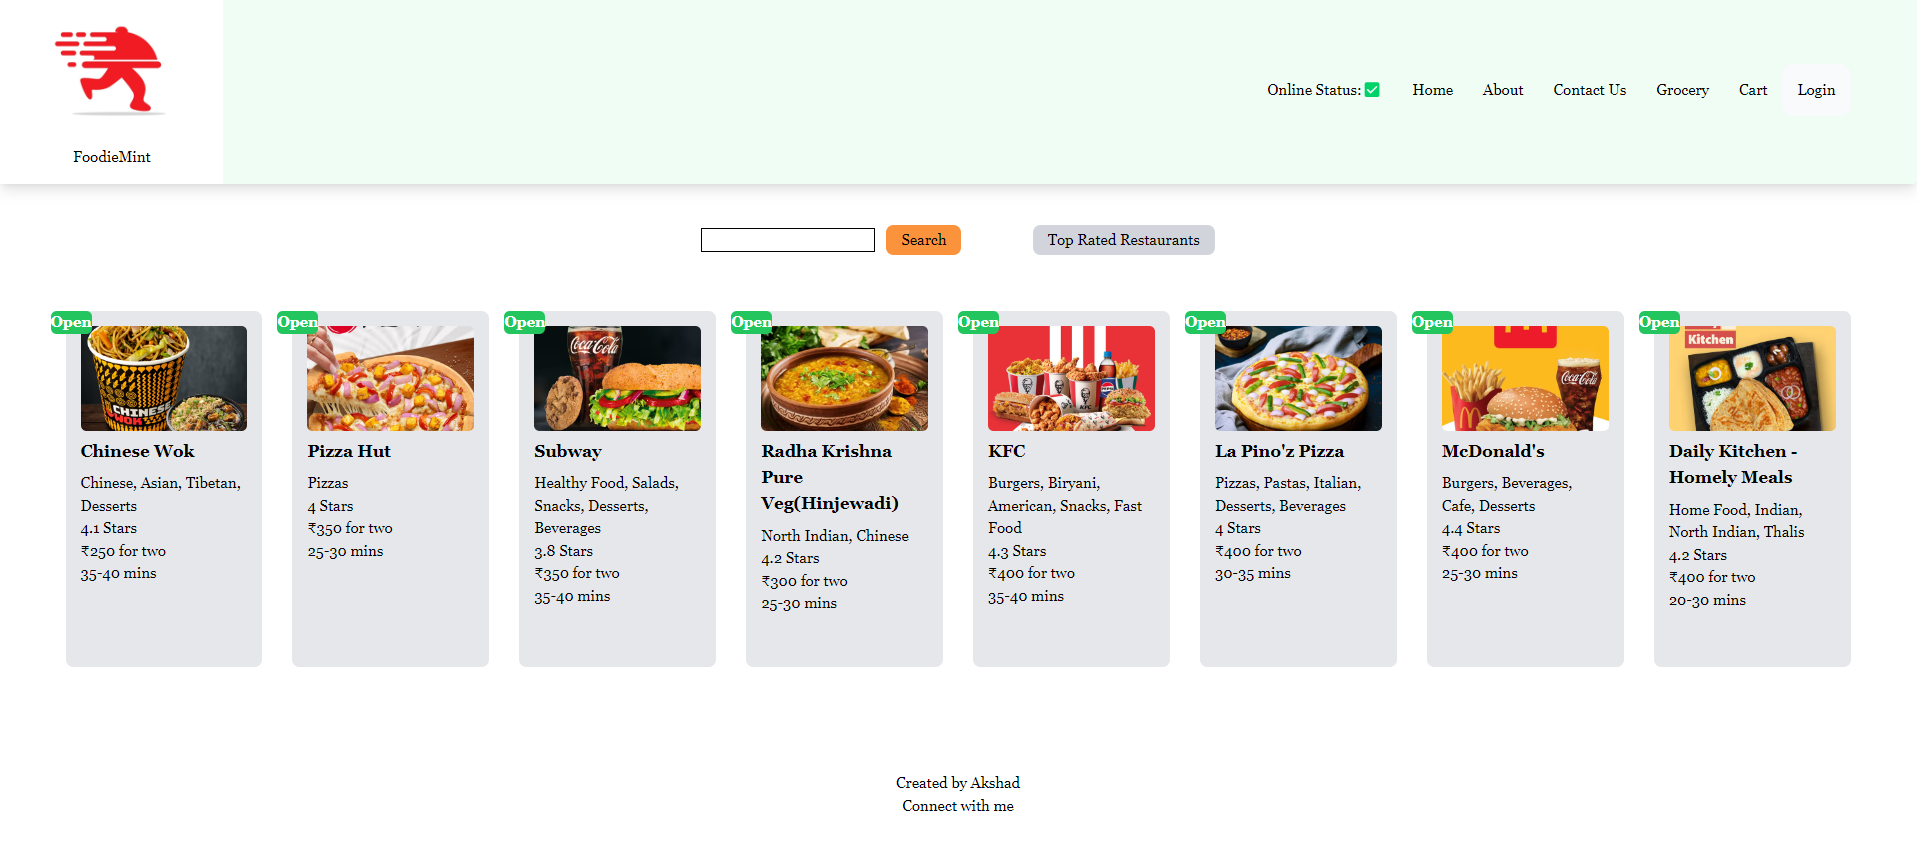 FoodieMint
Online Status: ✅
Home
About
Contact Us
Grocery
Cart
Login
Search
Top Rated Restaurants
Open
CHINESE
WOK
Chinese Wok
Chinese, Asian, Tibetan,
Desserts
4.1 Stars
₹250 for two
35-40 mins
Open
Pizza Hut
Pizzas
4 Stars
₹350 for two
25-30 mins
Open
Coca-Cola
Subway
Healthy Food, Salads,
Snacks, Desserts,
Beverages
3.8 Stars
₹350 for two
35-40 mins
Open
Radha Krishna
Pure
Veg(Hinjewadi)
North Indian, Chinese
4.2 Stars
₹300 for two
25-30 mins
Open
KFC
KFC
Burgers, Biryani,
American, Snacks, Fast
Food
4.3 Stars
₹400 for two
35-40 mins
Open
La Pino'z Pizza
Pizzas, Pastas, Italian,
Desserts, Beverages
4 Stars
₹400 for two
30-35 mins
Open
Coca-Cola
McDonald's
Burgers, Beverages,
Cafe, Desserts
4.4 Stars
₹400 for two
25-30 mins
Open
Kitchen
Daily Kitchen -
Homely Meals
Home Food, Indian,
North Indian, Thalis
4.2 Stars
₹400 for two
20-30 mins
Created by Akshad
Connect with me